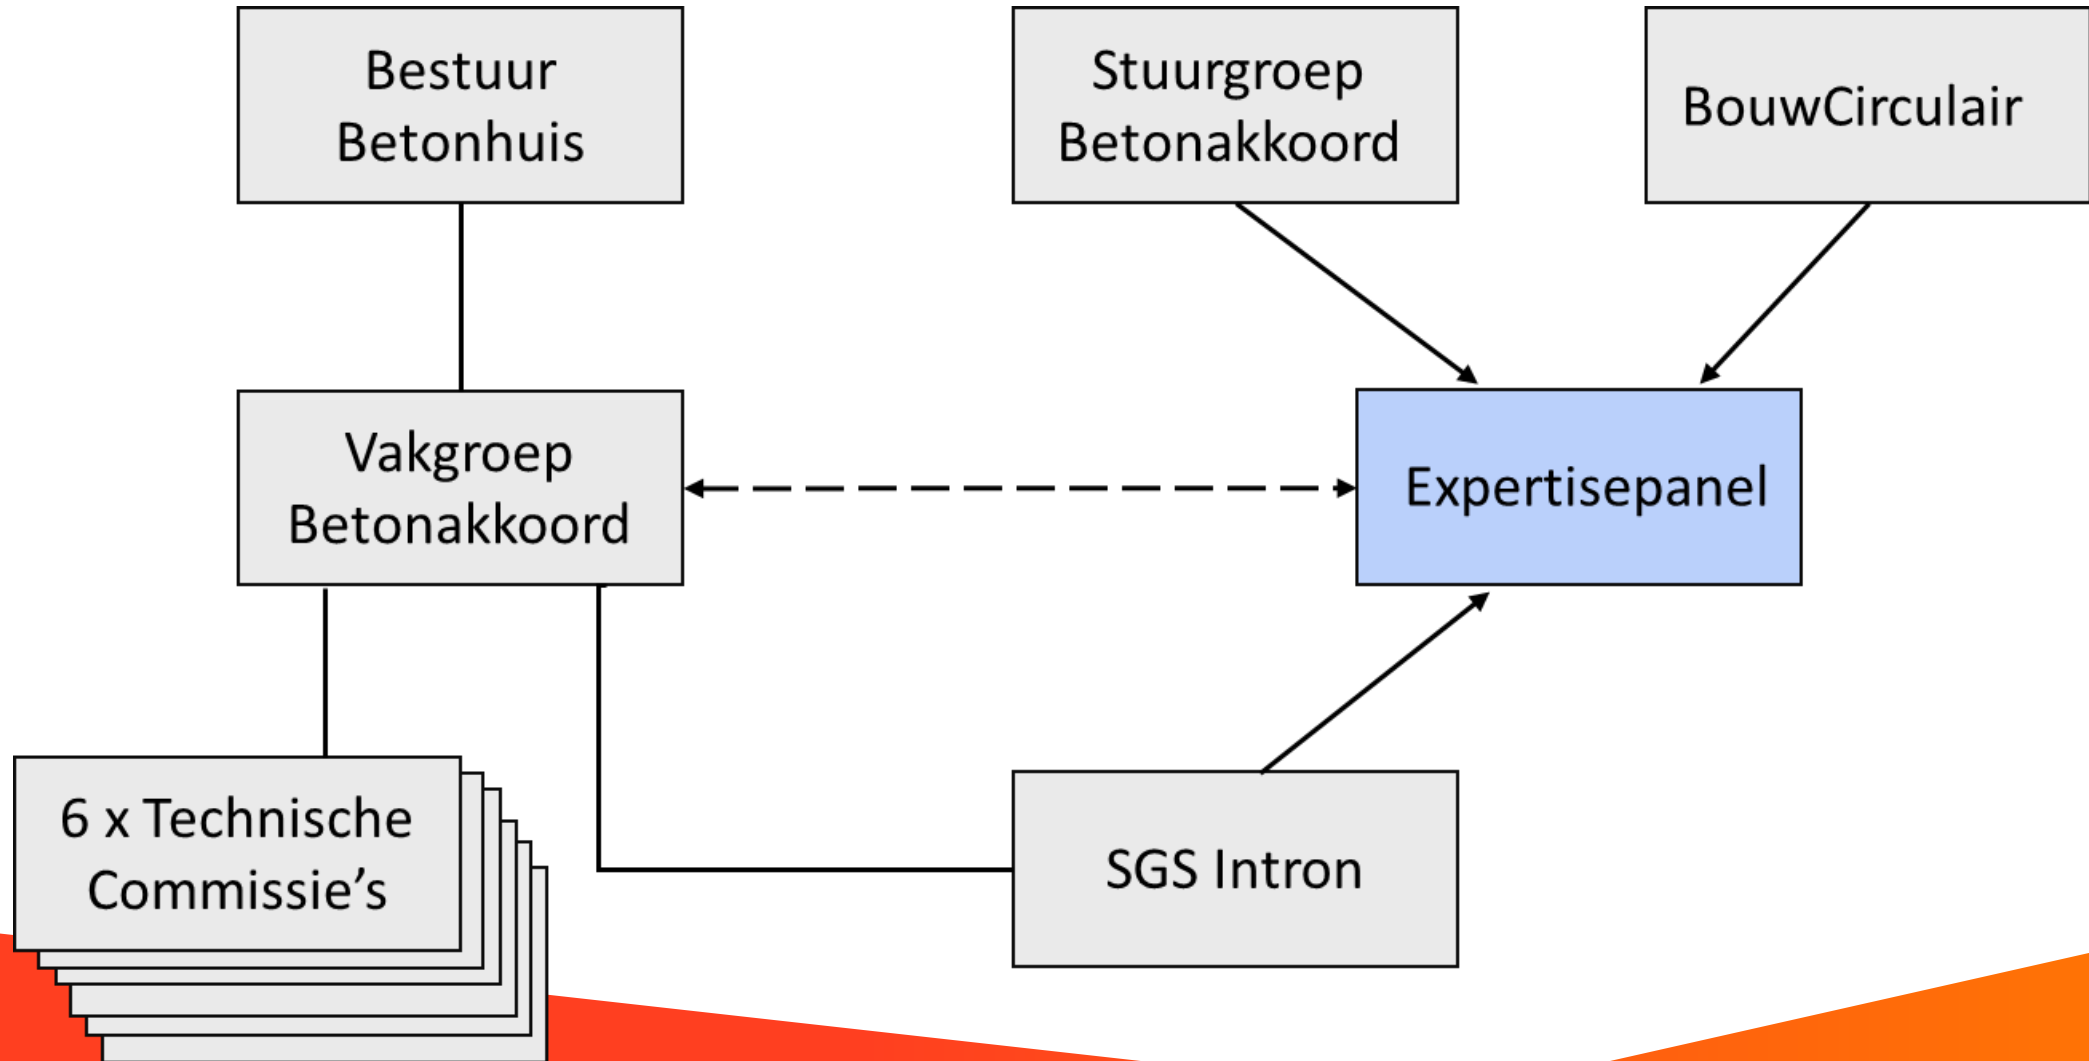 Bestuur
Betonhuis
Stuurgroep
Betonakkoord
BouwCirculair
Vakgroep
Betonakkoord
Expertisepanel
6 x Technische
Commissie’s
SGS Intron